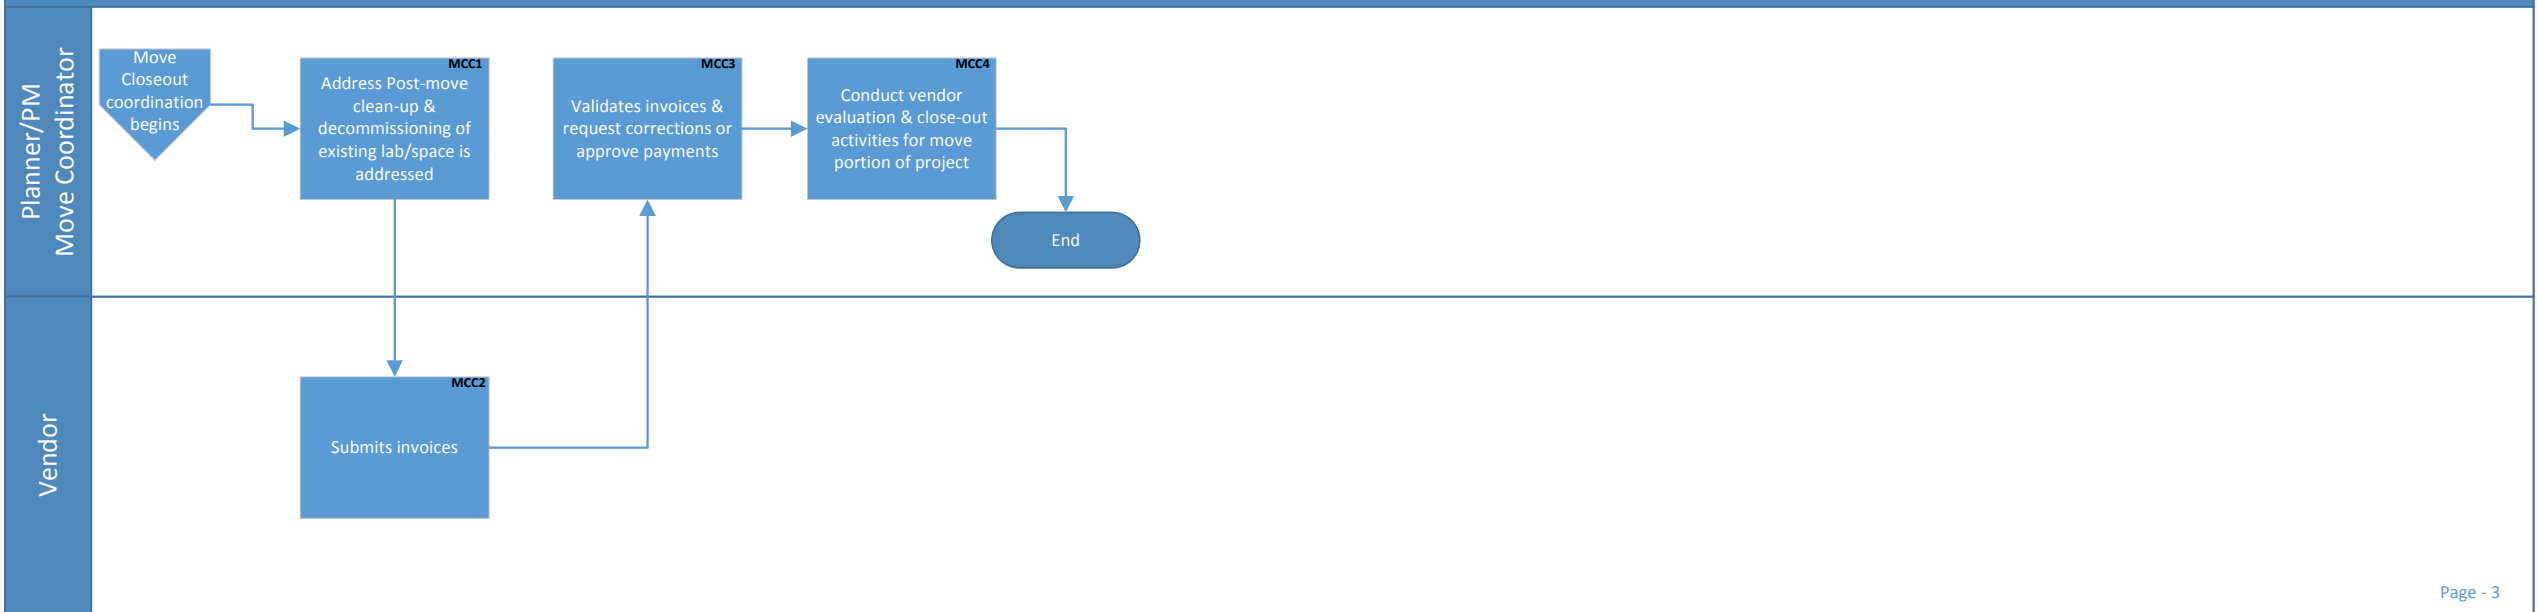 Planner/PM
Move Coordinator
Move
Closeout
coordination
begins
MCC1
Address Post-move
clean-up &
decommissioning of
existing lab/space is
addressed
MCC3
Validates invoices &
request corrections or
approve payments
MCC4
Conduct vendor
evaluation & close-out
activities for move
portion of project
End
Vendor
MCC2
Submits invoices
Page - 3